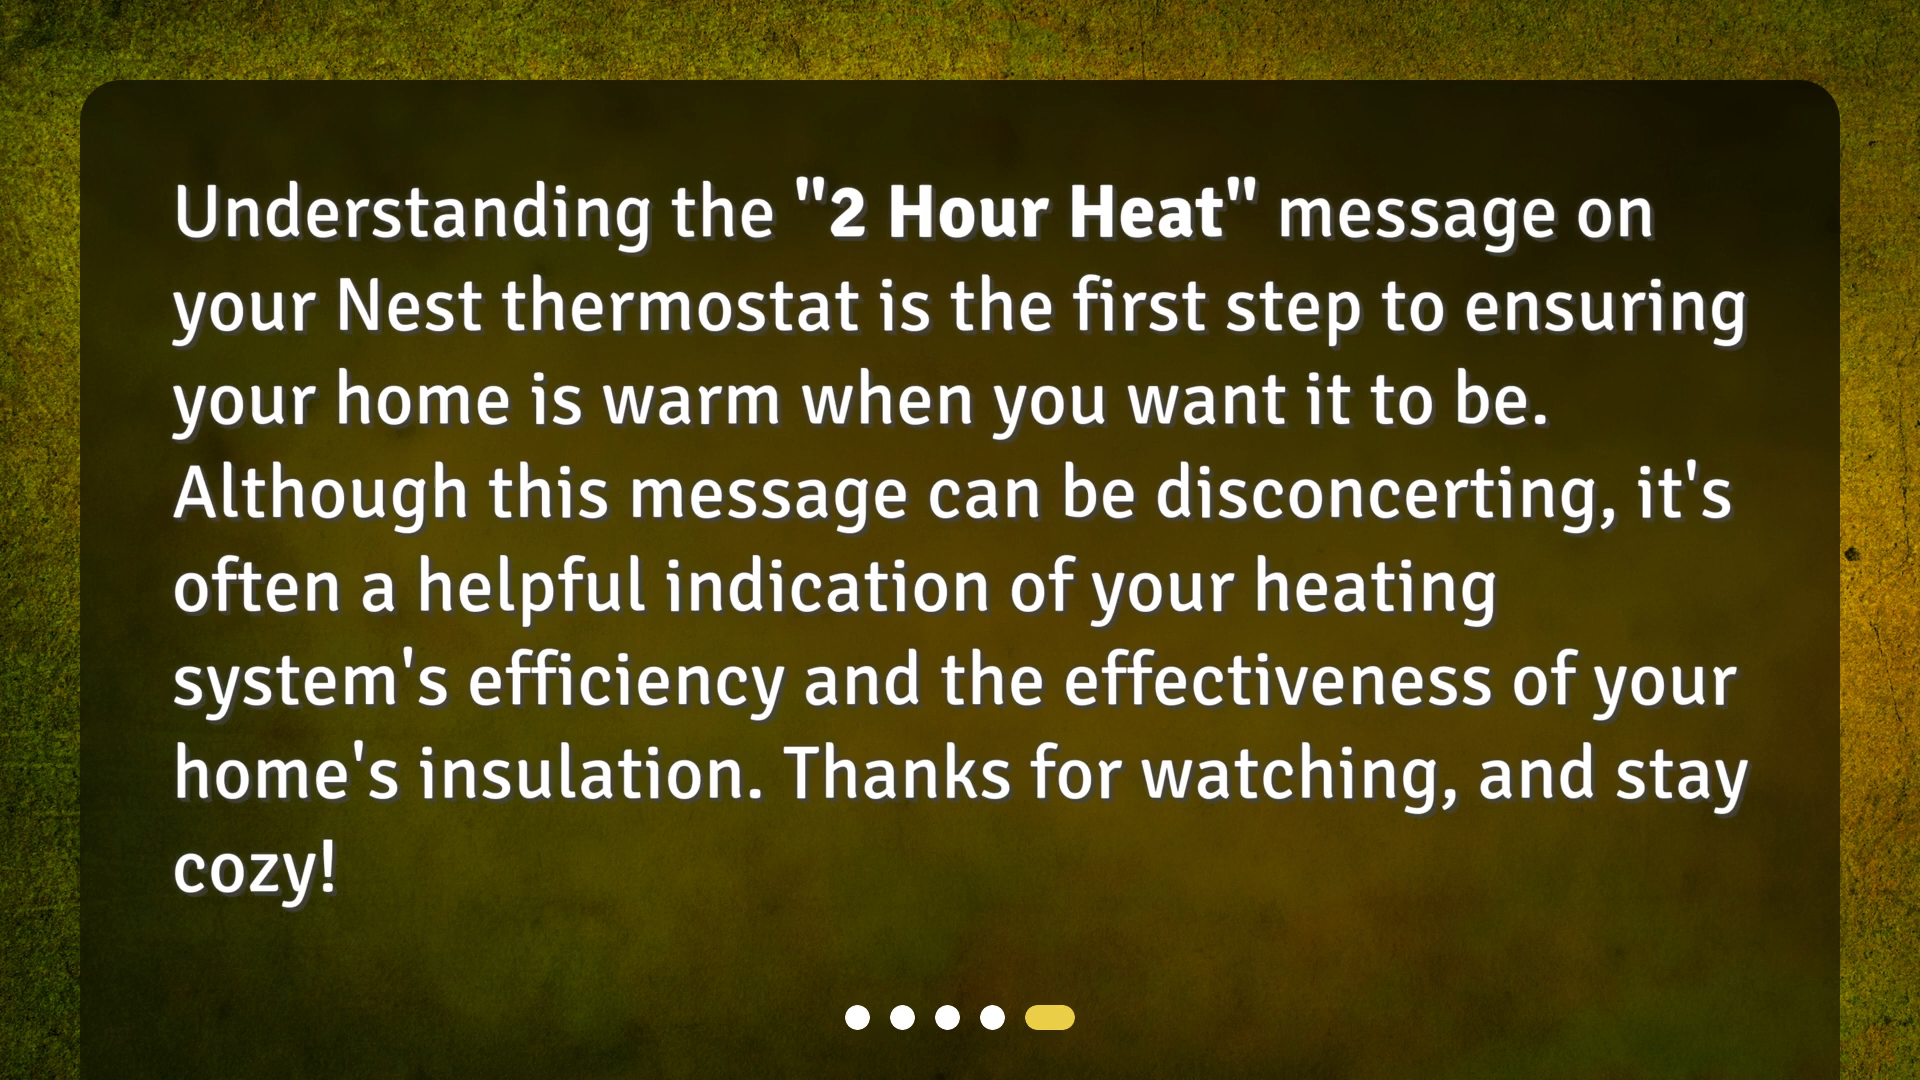 Understanding the "2 Hour Heat" message on
your Nest thermostat is the first step to ensuring
your home is warm when you want it to be.
Although this message can be disconcerting, it's
often a helpful indication of your heating
system's efficiency and the effectiveness of your
home's insulation. Thanks for watching, and stay
cozy!